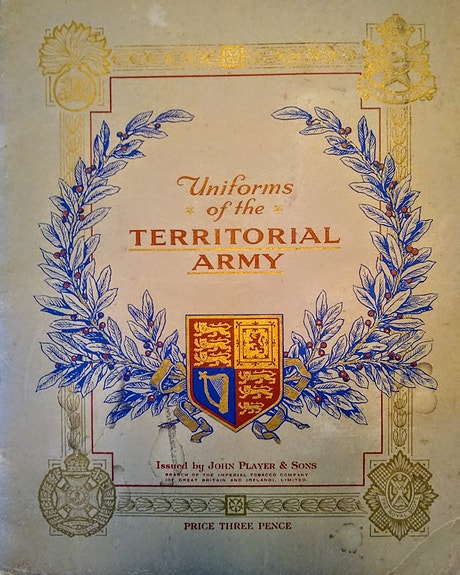 Uniforms
of the
TERRITORIAL
ARMY
Issued by JOHN PLAYER & SONS
BRANCH OF THE IMPERIAL TOBACCO COMPANY
(OF GREAT BRITAIN AND IRELAND), LIMITED.
PRICE THREE PENCE